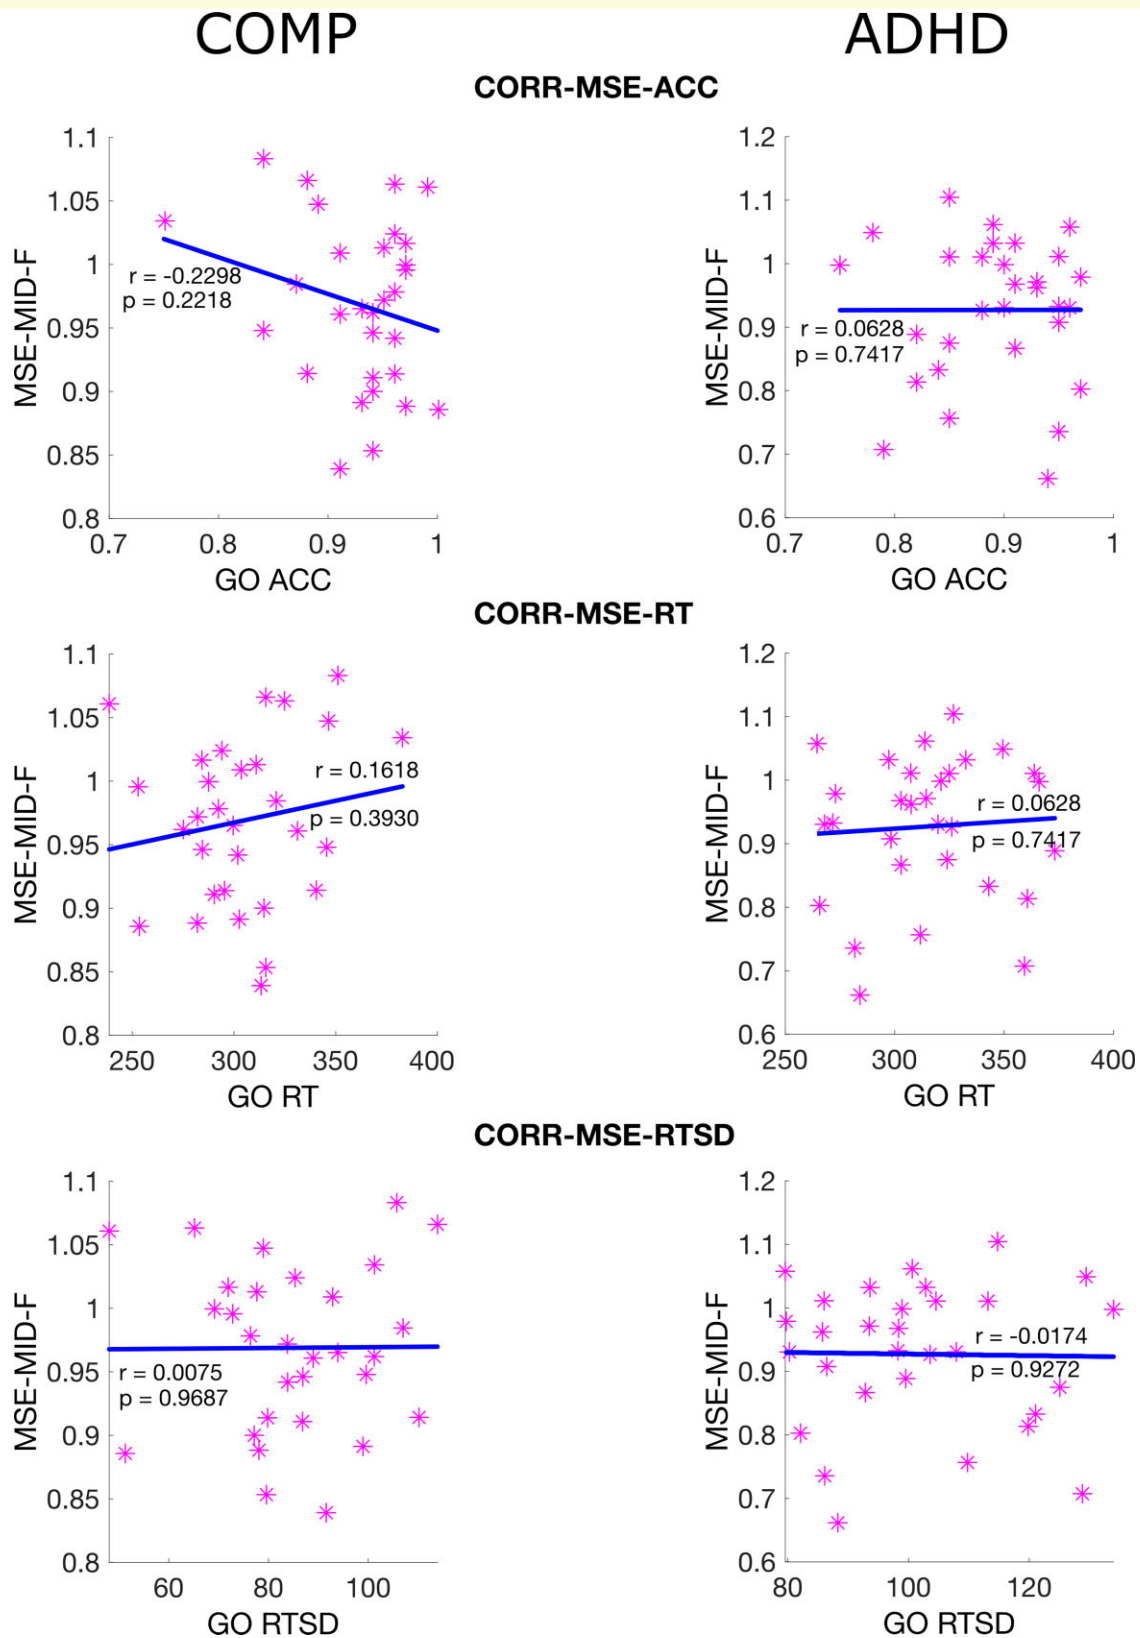 COMP
ADHD
CORR-MSE-ACC
1.1
1.05
1
0.95
0.9
0.85
0.8
MSE-MID-F
r = -0.2298
p = 0.2218
0.7
0.8
0.9
1
GO ACC
1.2
1.1
1
0.9
0.8
0.7
0.6
MSE-MID-F
r = 0.0628
p = 0.7417
0.7
0.8
0.9
1
GO ACC
CORR-MSE-RT
1.1
1.05
1
0.95
0.9
0.85
0.8
MSE-MID-F
r = 0.1618
p = 0.3930
250
300
350
400
GO RT
1.2
1.1
1
0.9
0.8
0.7
0.6
MSE-MID-F
r = 0.0628
p = 0.7417
250
300
350
400
GO RT
CORR-MSE-RTSD
1.1
1.05
1
0.95
0.9
0.85
0.8
MSE-MID-F
r = 0.0075
p = 0.9687
60
80
100
GO RTSD
1.2
1.1
1
0.9
0.8
0.7
0.6
MSE-MID-F
r = -0.0174
p = 0.9272
80
100
120
GO RTSD